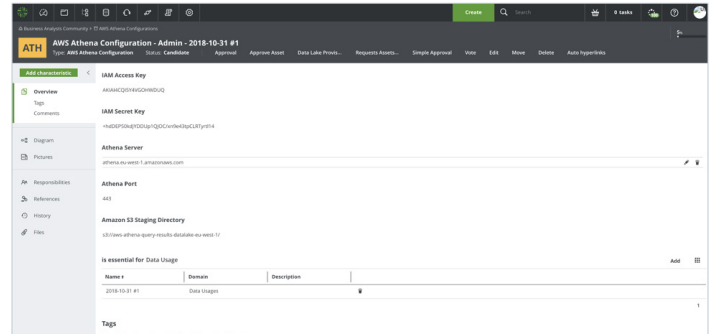 Create
Search
0 tasks
Business Analysts Community / AWS Athena Configurations
ATH
AWS Athena Configuration - Admin - 2018-10-31 #1
Type: AWS Athena Configuration Status: Candidate
Approval Approve Asset Data Lake Provis... Requests Assets... Simple Approval Vote Edit Move Delete Auto hyperlinks
Add characteristic
Overview
Tags
Comments
Diagram
Pictures
Responsibilities
References
History
Files
IAM Access Key
IAM Secret Key
Athena Server
athena.eu-west-1.amazonaws.com
Athena Port
443
Amazon S3 Staging Directory
s3://aws-athena-query-results-datalake-eu-west-1/
is essential for Data Usage
Add
Name Domain Description
2018-10-31 #1 Data Usages
1
Tags